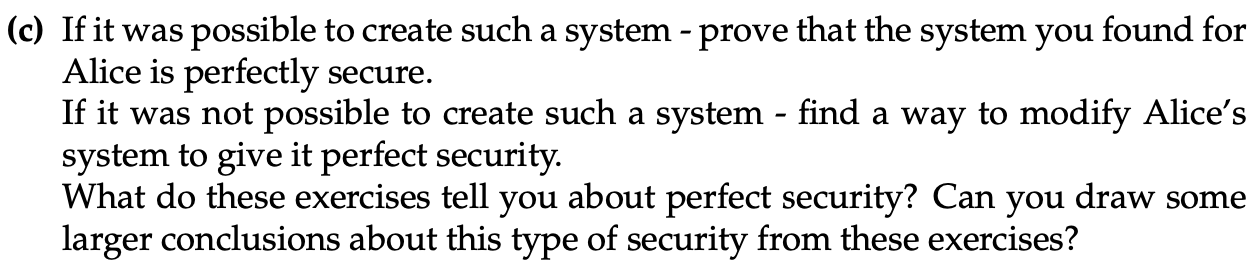 (c) If it was possible to create such a system - prove that the system you found for
Alice is perfectly secure.
If it was not possible to create such a system - find a way to modify Alice's
system to give it perfect security.
What do these exercises tell you about perfect security? Can you draw some
larger conclusions about this type of security from these exercises?